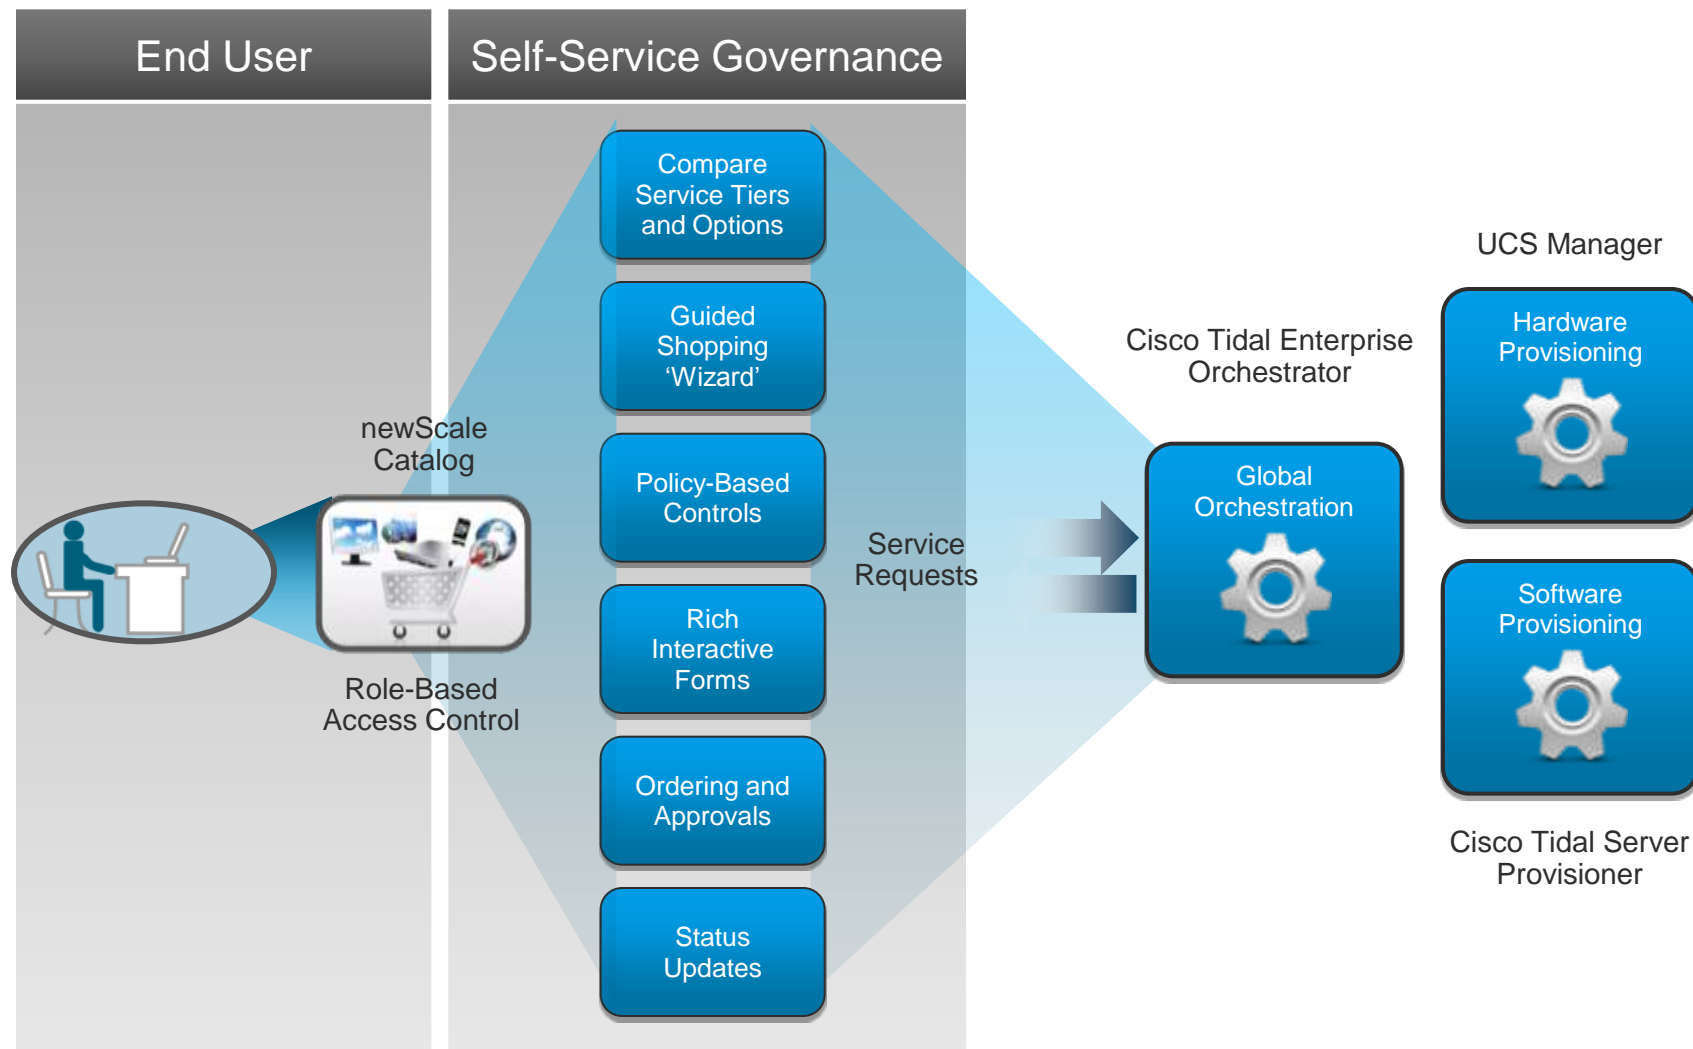 End User
Self-Service Governance
newScale
Catalog
Role-Based
Access Control
Compare
Service Tiers
and Options
Guided
Shopping
‘Wizard’
Policy-Based
Controls
Rich
Interactive
Forms
Ordering and
Approvals
Status
Updates
Service
Requests
Cisco Tidal Enterprise
Orchestrator
Global
Orchestration
UCS Manager
Hardware
Provisioning
Software
Provisioning
Cisco Tidal Server
Provisioner